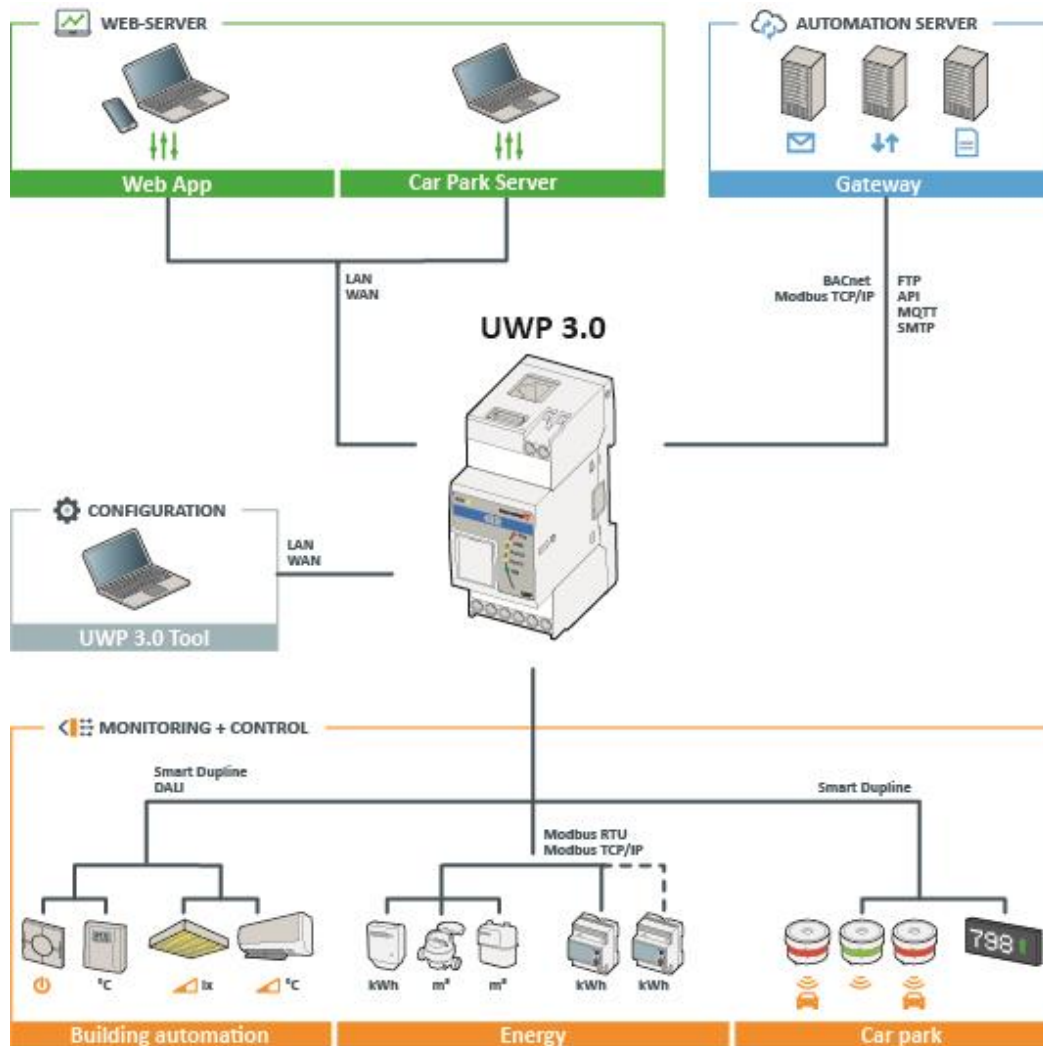 WEB-SERVER
AUTOMATION SERVER
Web App
Car Park Server
Gateway
LAN
WAN
BACnet
Modbus TCP/IP
FTP
API
MQTT
SMTP
UWP 3.0
CONFIGURATION
LAN
WAN
UWP 3.0 Tool
MONITORING + CONTROL
Smart Dupline
DALI
Smart Dupline
Modbus RTU
Modbus TCP/IP
798
°C
lx
°C
kWh
m³
m³
kWh
kWh
Building automation
Energy
Car park